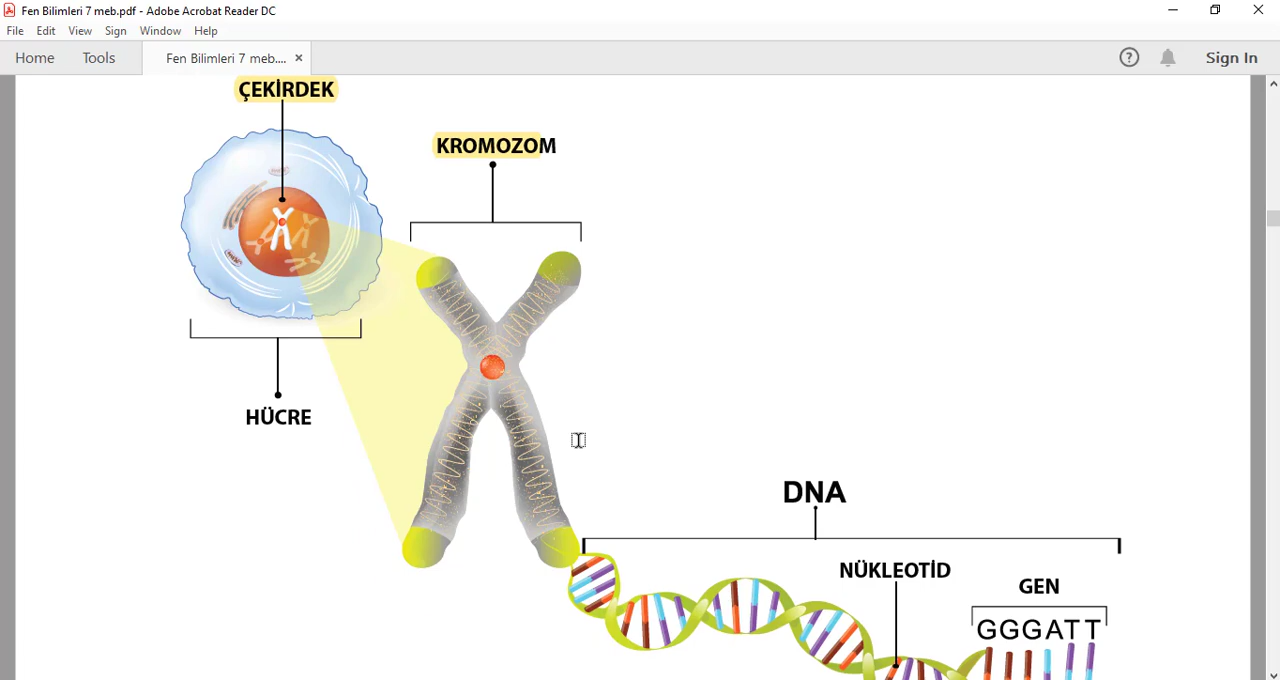 Fen Bilimleri 7 meb.pdf - Adobe Acrobat Reader DC
File Edit View Sign Window Help
Home Tools Fen Bilimleri 7 meb.... × ? Sign In
ÇEKİRDEK
KROMOZOM
HÜCRE
DNA
NÜKLEOTİD
GEN
GGGATT